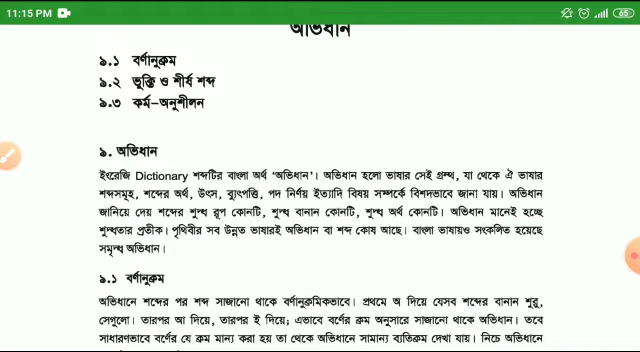 11:15 PM
65
অভিধান
৯.১ বর্ণানুক্রম
৯.২ ভুক্তি ও শীর্ষ শব্দ
৯.৩ কর্ম-অনুশীলন
৯. অভিধান
ইংরেজি Dictionary শব্দটির বাংলা অর্থ 'অভিধান'। অভিধান হলো ভাষার সেই গ্রন্থ, যা থেকে ঐ ভাষার
শব্দসমূহ, শব্দের অর্থ, উৎস, ব্যুৎপত্তি, পদ নির্ণয় ইত্যাদি বিষয় সম্পর্কে বিশদভাবে জানা যায়। অভিধান
জানিয়ে দেয় শব্দের শুদ্ধ রূপ কোনটি, শুদ্ধ বানান কোনটি, শুদ্ধ অর্থ কোনটি। অভিধান মানেই হচ্ছে
শুদ্ধতার প্রতীক। পৃথিবীর সব উন্নত ভাষারই অভিধান বা শব্দ কোষ আছে। বাংলা ভাষায়ও সংকলিত হয়েছে
সমৃদ্ধ অভিধান।
৯.১ বর্ণানুক্রম
অভিধানে শব্দের পর শব্দ সাজানো থাকে বর্ণানুক্রমিকভাবে। প্রথমে অ দিয়ে যেসব শব্দের বানান শুরু,
সেগুলো। তারপর আ দিয়ে, তারপর ই দিয়ে; এভাবে বর্ণের ক্রম অনুসারে সাজানো থাকে অভিধান। তবে
সাধারণভাবে বর্ণের যে ক্রম মান্য করা হয় তা থেকে অভিধানে সামান্য ব্যতিক্রম দেখা যায়। নিচে অভিধানে